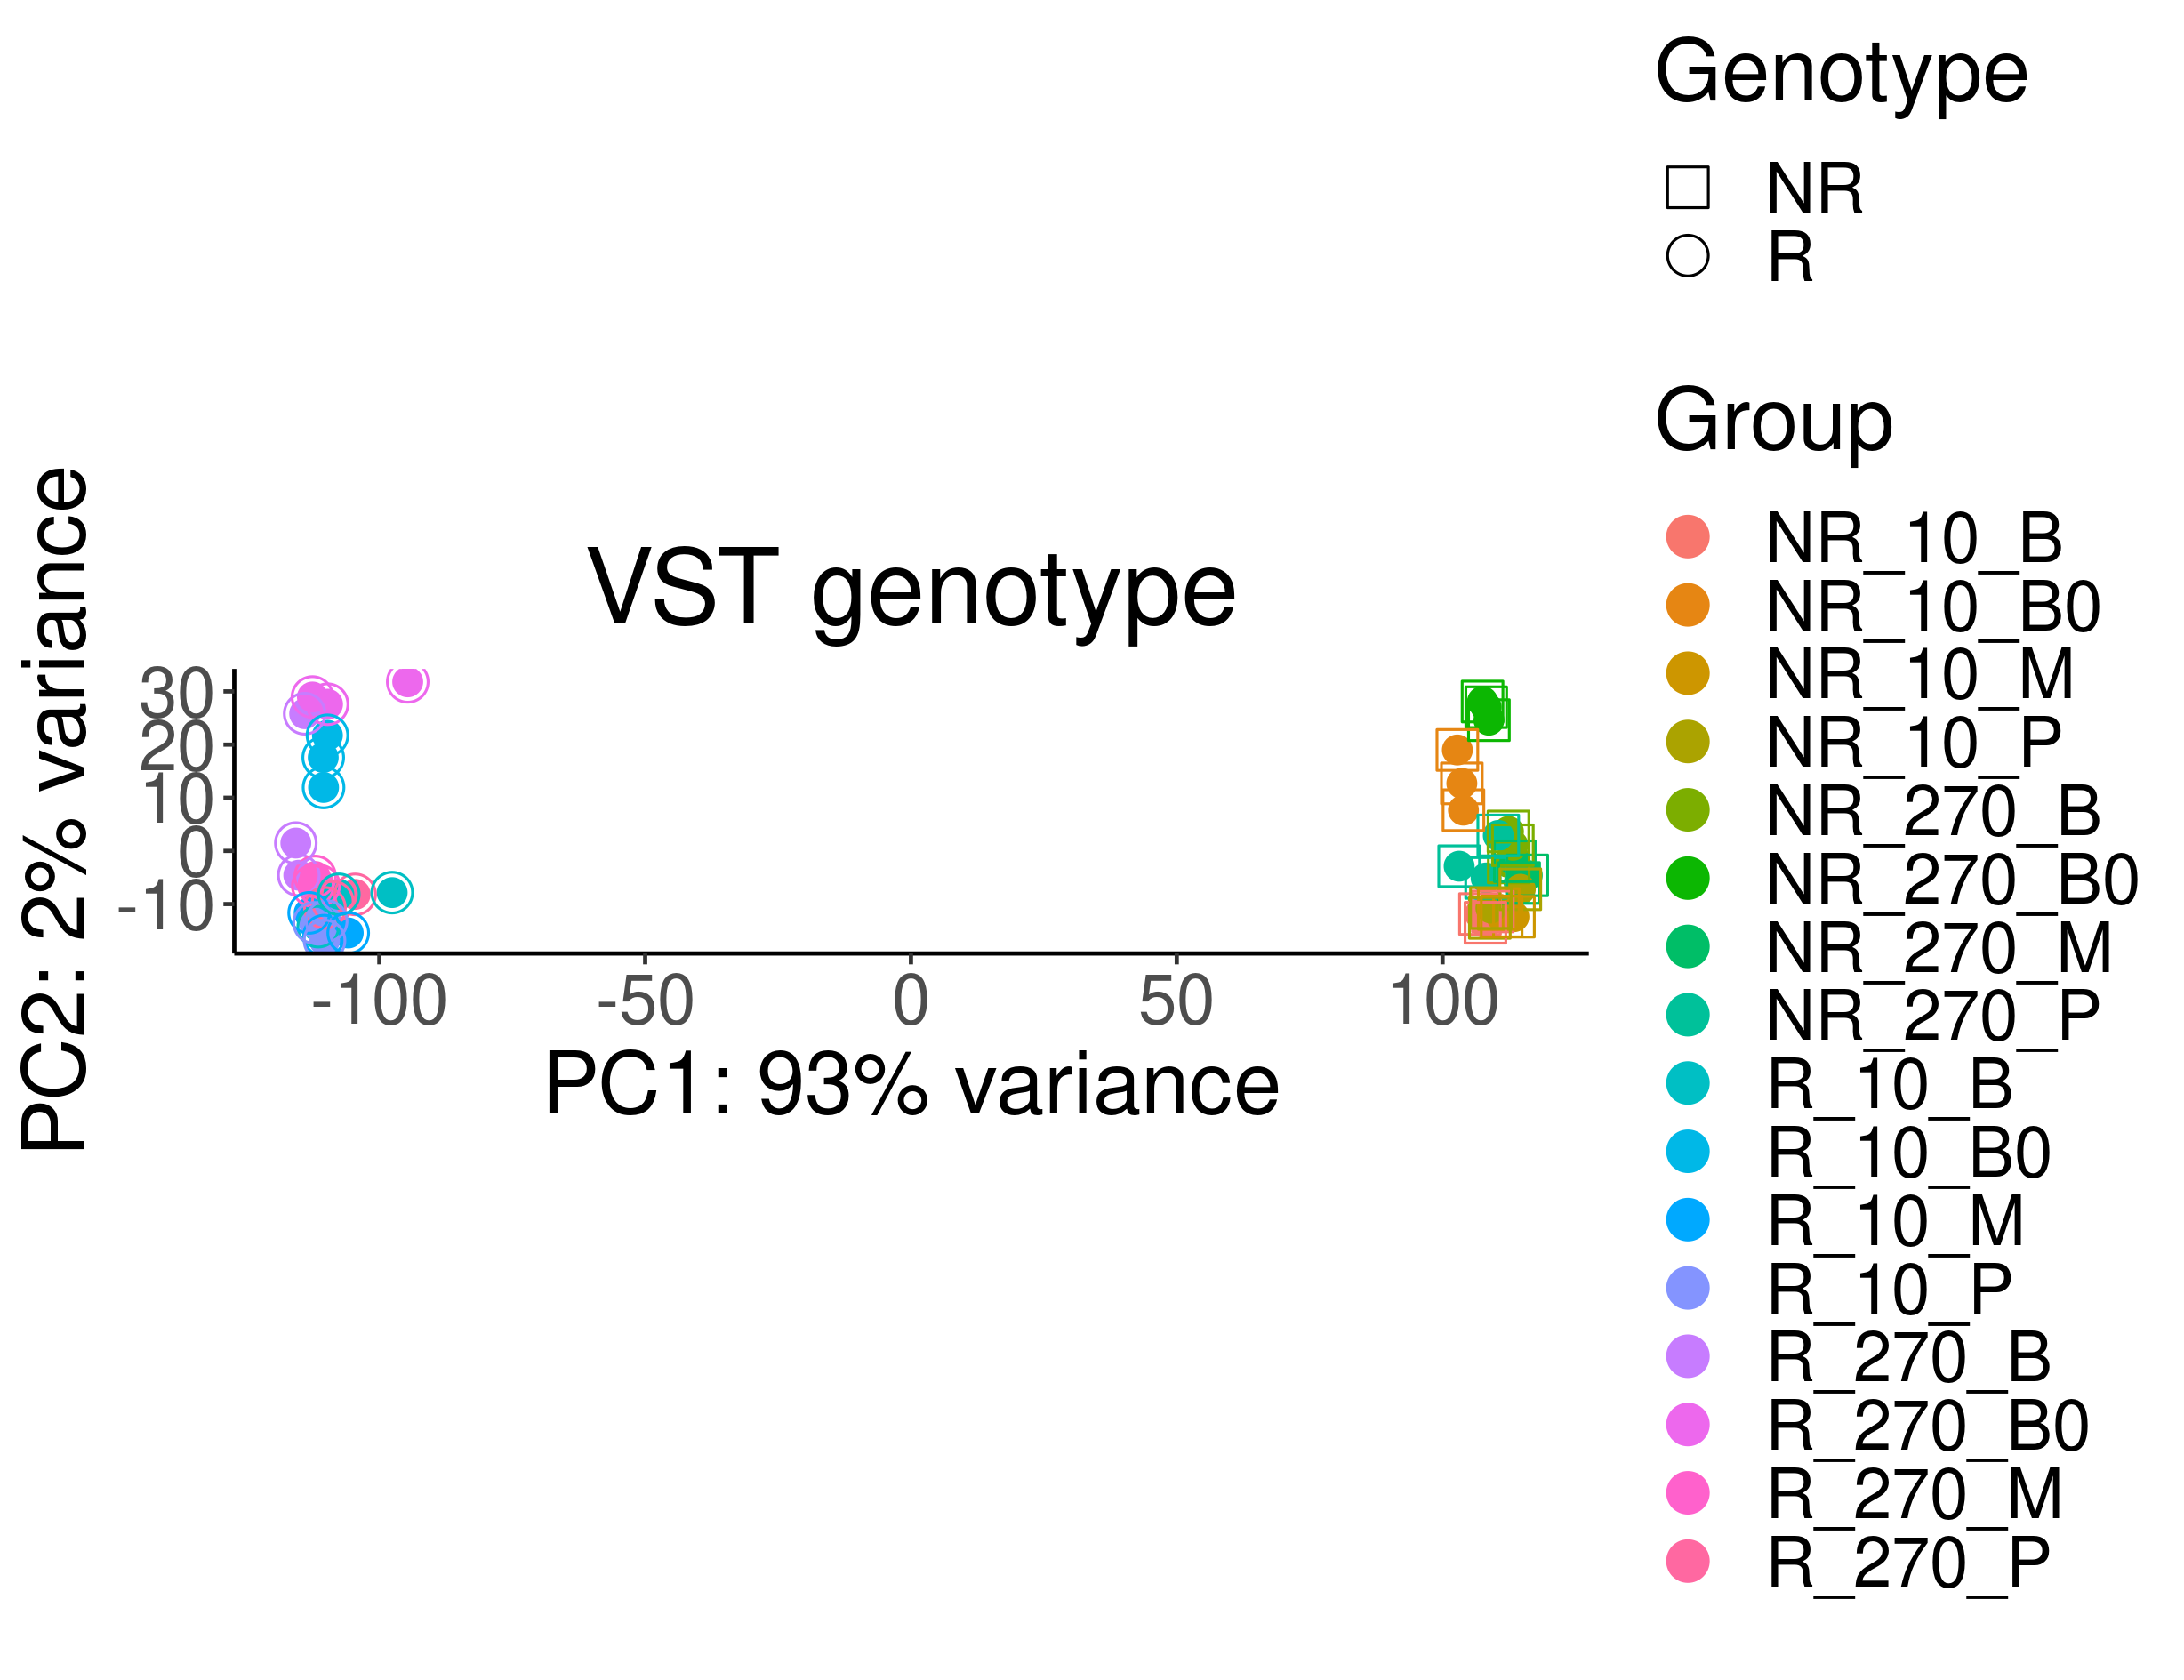 VST genotype
PC2: 2% variance
30
20
10
0
-10
-100
-50
0
50
100
PC1: 93% variance
Genotype
NR
R
Group
NR_10_B
NR_10_B0
NR_10_M
NR_10_P
NR_270_B
NR_270_B0
NR_270_M
NR_270_P
R_10_B
R_10_B0
R_10_M
R_10_P
R_270_B
R_270_B0
R_270_M
R_270_P